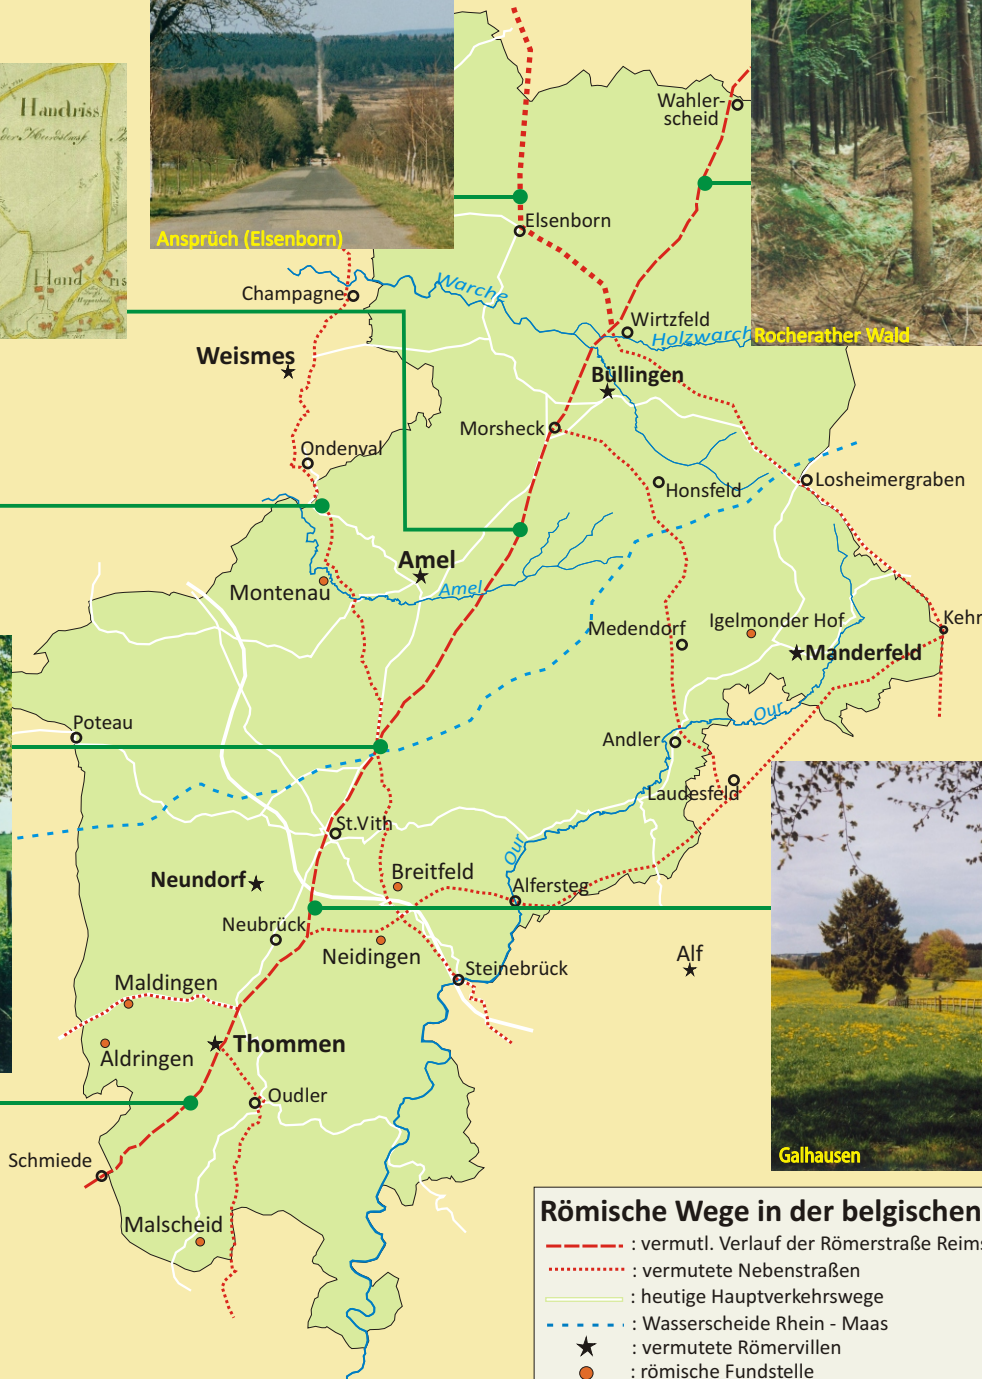 Handriss
Hand
Ansprüch (Elsenborn)
Wahler-
scheid
Elsenborn
Warche
Champagne
Wirtzfeld
Holzwarch
Rocherather Wald
Weismes
Büllingen
Morsheck
Ondenval
Honsfeld
Losheimergraben
Amel
Amel
Montenau
Medendorf
Igelmonder Hof
Kehr
Manderfeld
Our
Poteau
Andler
Laudesfeld
St.Vith
Our
Neundorf
Breitfeld
Alfersteg
Neubrück
Neidingen
Alf
Steinebrück
Maldingen
Aldringen
Thommen
Oudler
Galhausen
Schmiede
Malscheid
Römische Wege in der belgischen
: vermutl. Verlauf der Römerstraße Reims
: vermutete Nebenstraßen
: heutige Hauptverkehrswege
: Wasserscheide Rhein - Maas
: vermutete Römervillen
: römische Fundstelle